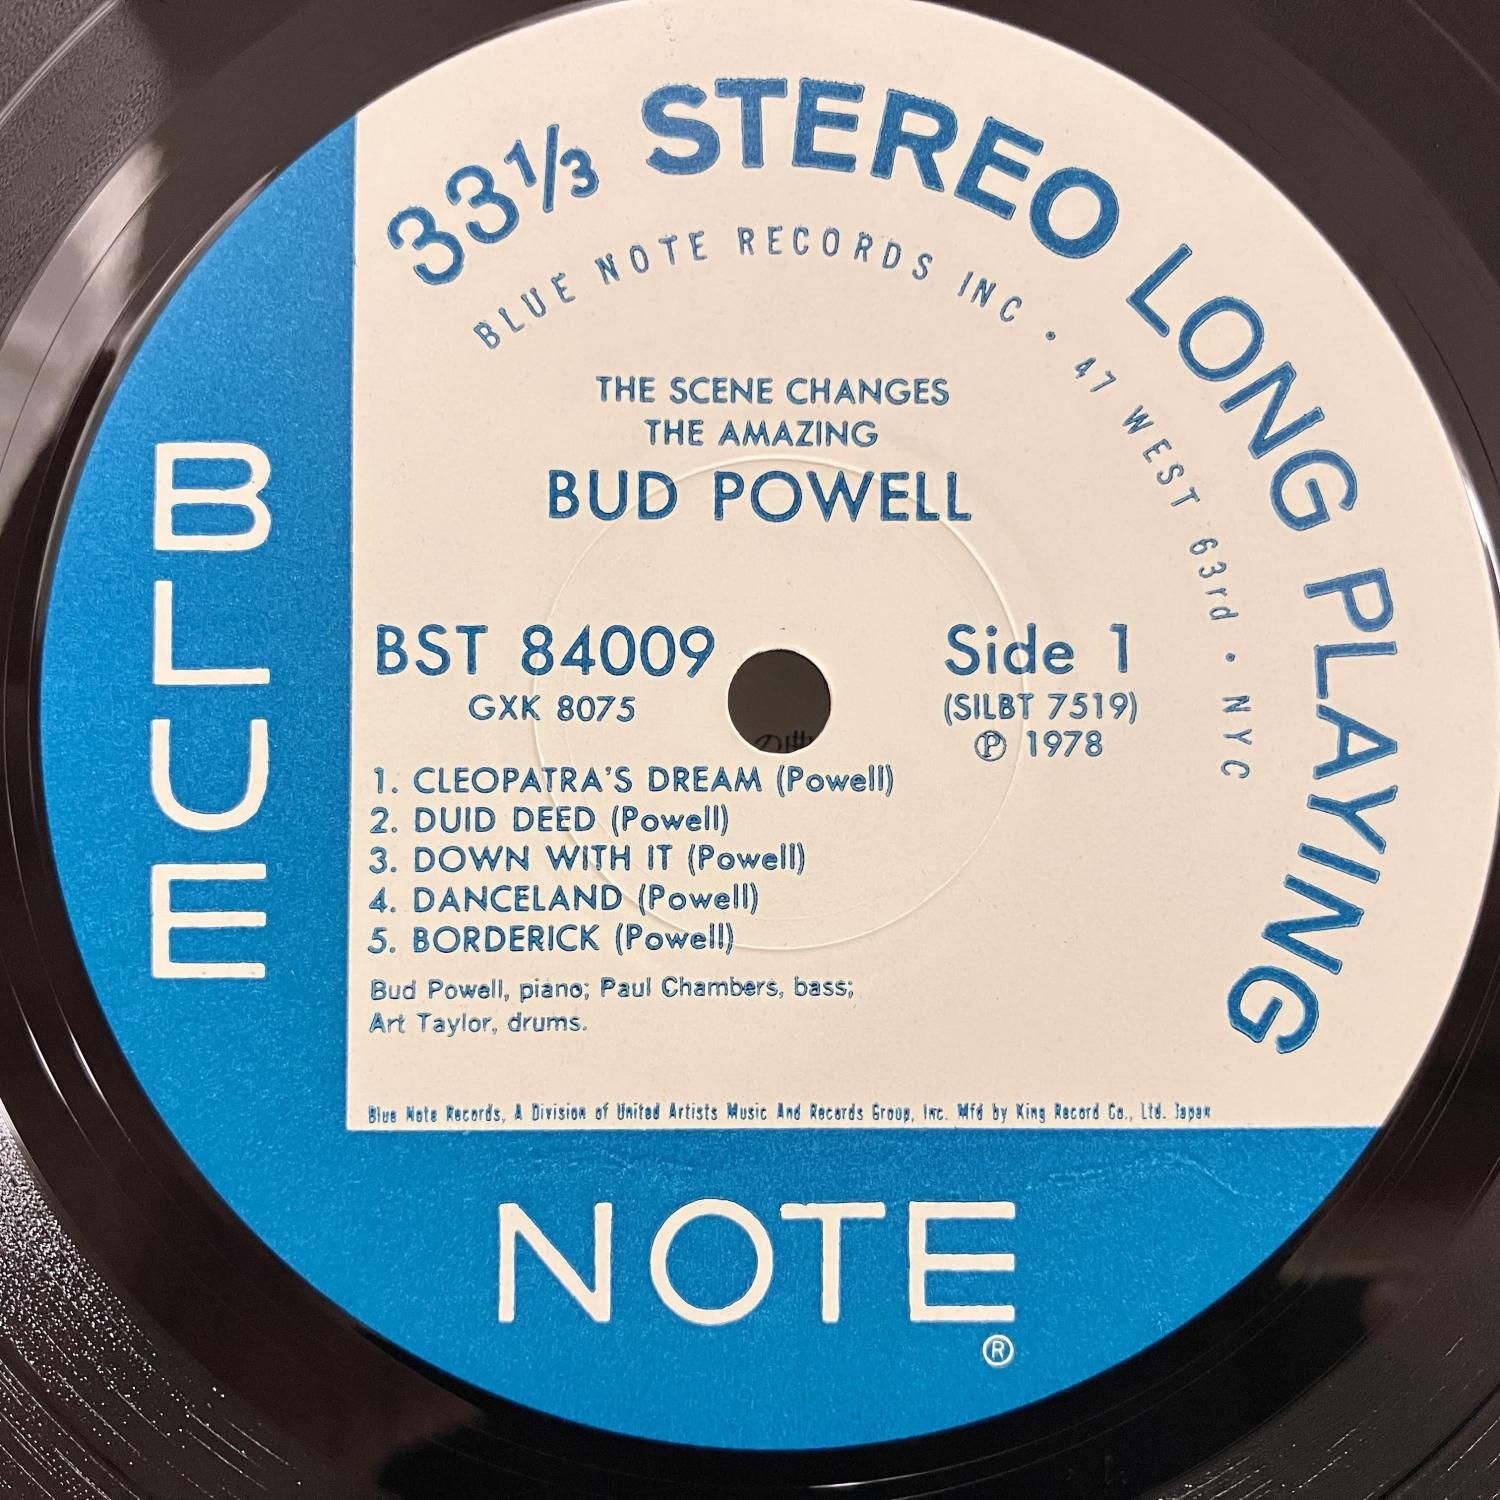 33⅓ STEREO LONG PLAYING
BLUE NOTE RECORDS INC · 47 WEST 63rd · NYC
THE SCENE CHANGES
THE AMAZING
BUD POWELL
BST 84009
GXK 8075
Side 1
(SILBT 7519)
Ⓟ 1978
1. CLEOPATRA'S DREAM (Powell)
2. DUID DEED (Powell)
3. DOWN WITH IT (Powell)
4. DANCELAND (Powell)
5. BORDERICK (Powell)
Bud Powell, piano; Paul Chambers, bass;
Art Taylor, drums.
Blue Note Records, A Division of United Artists Music And Records Group, Inc. Mfd by King Record Co., Ltd. Japan
BLUE
NOTE
®